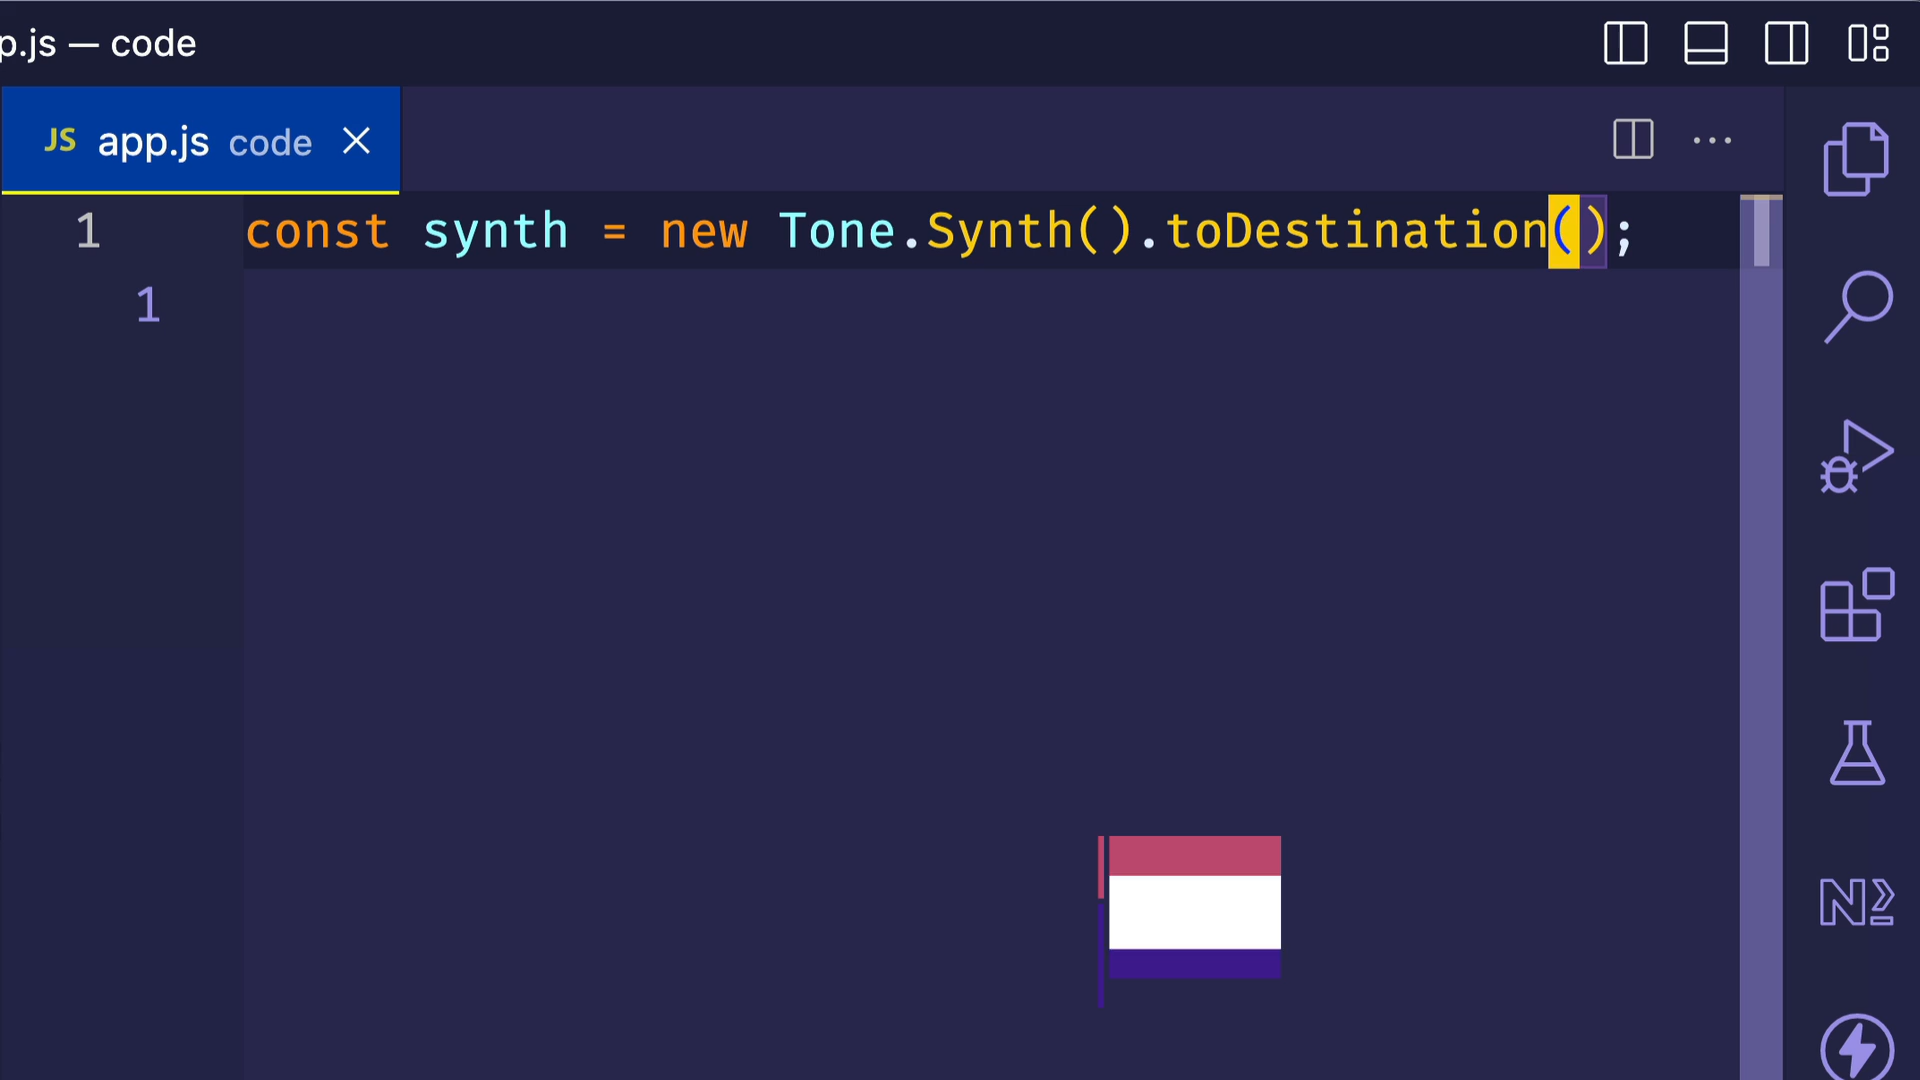 p.js — code
JS app.js code
1 const synth = new Tone.Synth().toDestination();
1